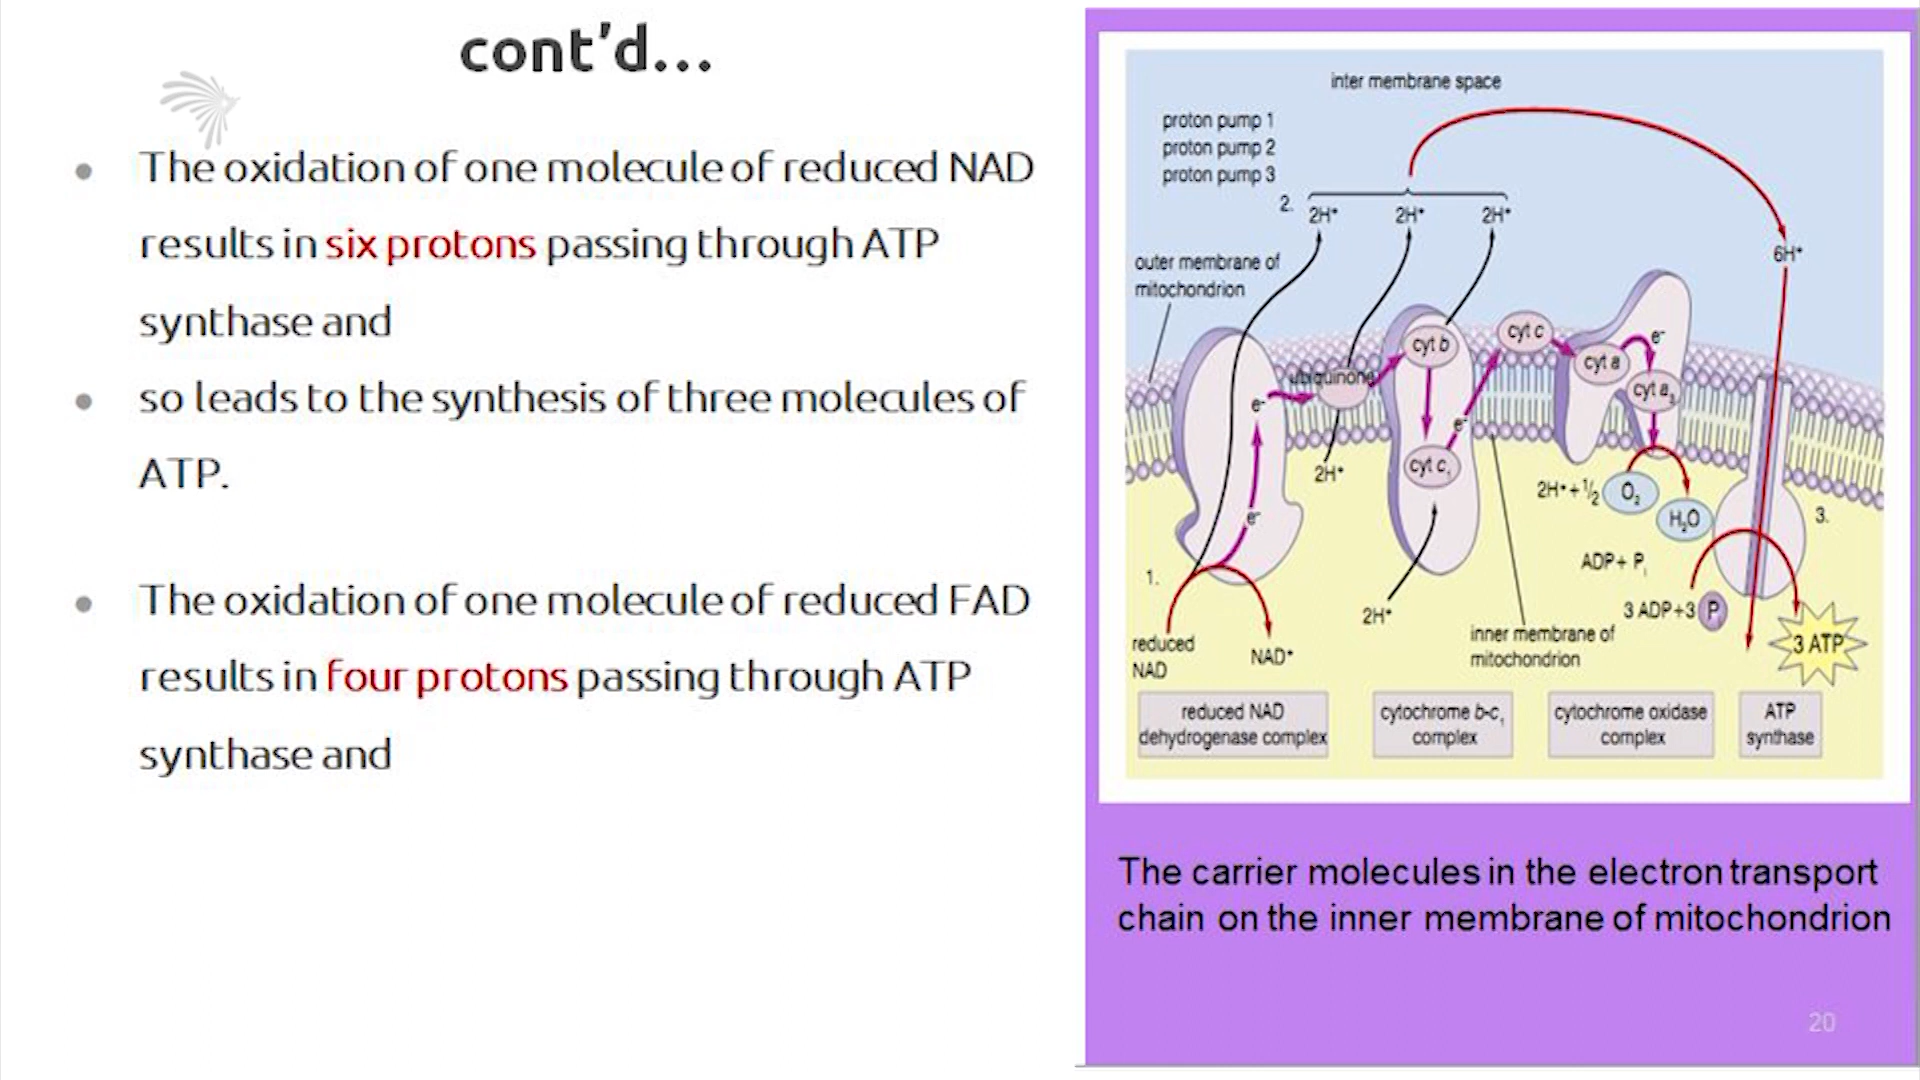 cont'd...
• The oxidation of one molecule of reduced NAD
results in six protons passing through ATP
synthase and
• so leads to the synthesis of three molecules of
ATP.
• The oxidation of one molecule of reduced FAD
results in four protons passing through ATP
synthase and
inter membrane space
proton pump 1
proton pump 2
proton pump 3
2.
2H⁺ 2H⁺ 2H⁺
6H⁺
outer membrane of
mitochondrion
cyt b
cyt c
cyt a
e⁻
ubiquinone
cyt a₃
e⁻
e⁻
cyt c₁
2H⁺
2H⁺ + 1/2 O₂
H₂O
3.
e⁻
ADP + Pᵢ
1.
2H⁺
3 ADP+3 P
3 ATP
reduced
NAD
NAD⁺
inner membrane of
mitochondrion
reduced NAD
dehydrogenase complex
cytochrome b-c₁
complex
cytochrome oxidase
complex
ATP
synthase
The carrier molecules in the electron transport
chain on the inner membrane of mitochondrion
20